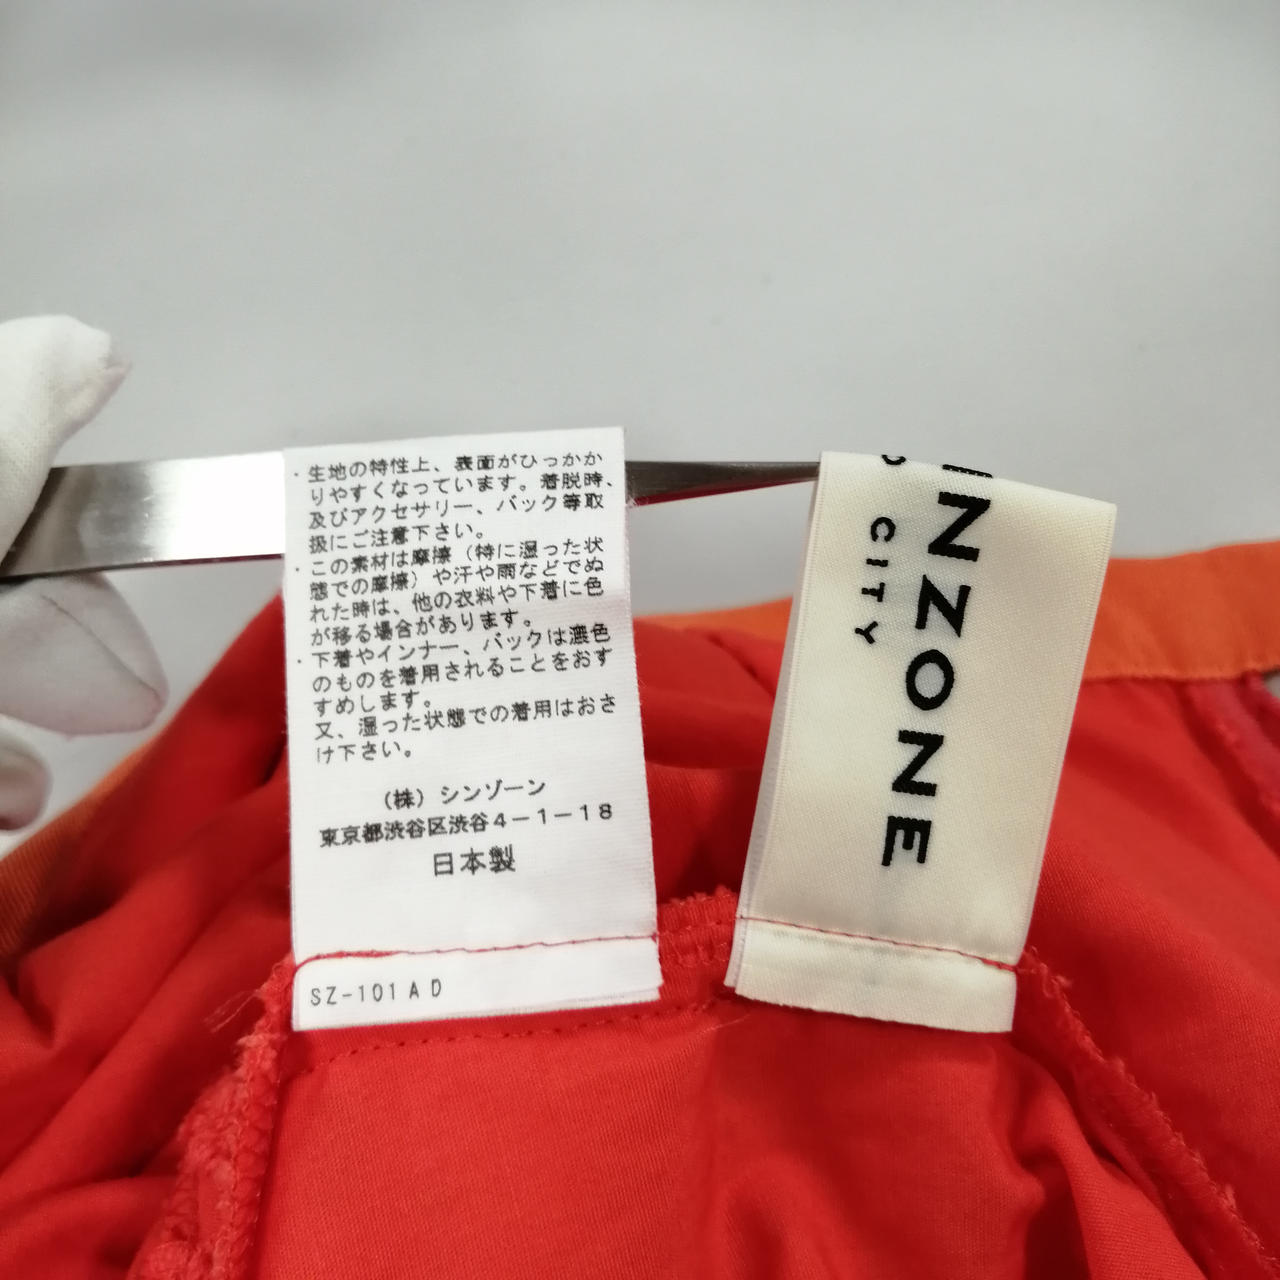 ・生地の特性上、表面がひっかか
りやすくなっています。着脱時、
及びアクセサリー、バック等取
扱にご注意下さい。
・この素材は摩擦（特に湿った状
態での摩擦）や汗や雨などでぬ
れた時は、他の衣料や下着に色
が移る場合があります。
・下着やインナー、バックは濃色
のものを着用されることをおす
すめします。
又、湿った状態での着用はおさ
け下さい。
（株）シンゾーン
東京都渋谷区渋谷４－１－１８
日本製
SZ-101AD
INZONE
CITY